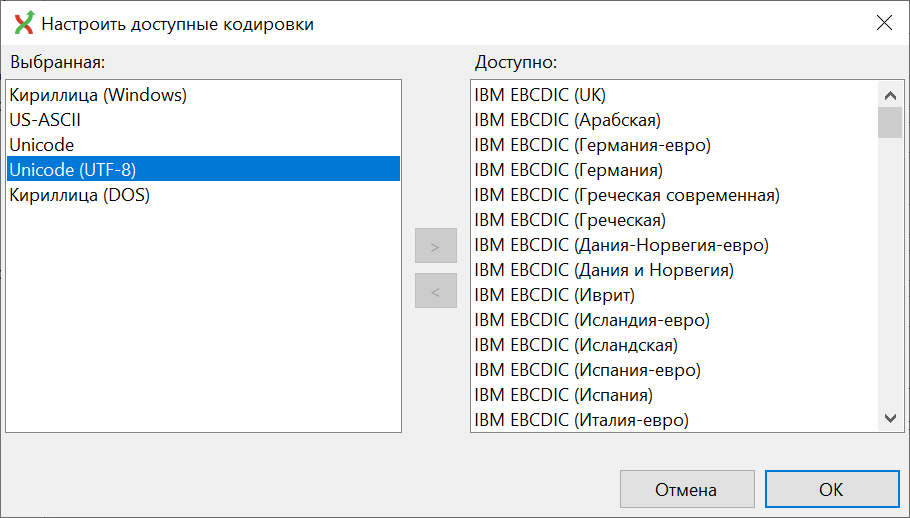 Настроить доступные кодировки
Выбранная:
Кириллица (Windows)
US-ASCII
Unicode
Unicode (UTF-8)
Кириллица (DOS)
>
<
Доступно:
IBM EBCDIC (UK)
IBM EBCDIC (Арабская)
IBM EBCDIC (Германия-евро)
IBM EBCDIC (Германия)
IBM EBCDIC (Греческая современная)
IBM EBCDIC (Греческая)
IBM EBCDIC (Дания-Норвегия-евро)
IBM EBCDIC (Дания и Норвегия)
IBM EBCDIC (Иврит)
IBM EBCDIC (Исландия-евро)
IBM EBCDIC (Исландская)
IBM EBCDIC (Испания-евро)
IBM EBCDIC (Испания)
IBM EBCDIC (Италия-евро)
Отмена
OK